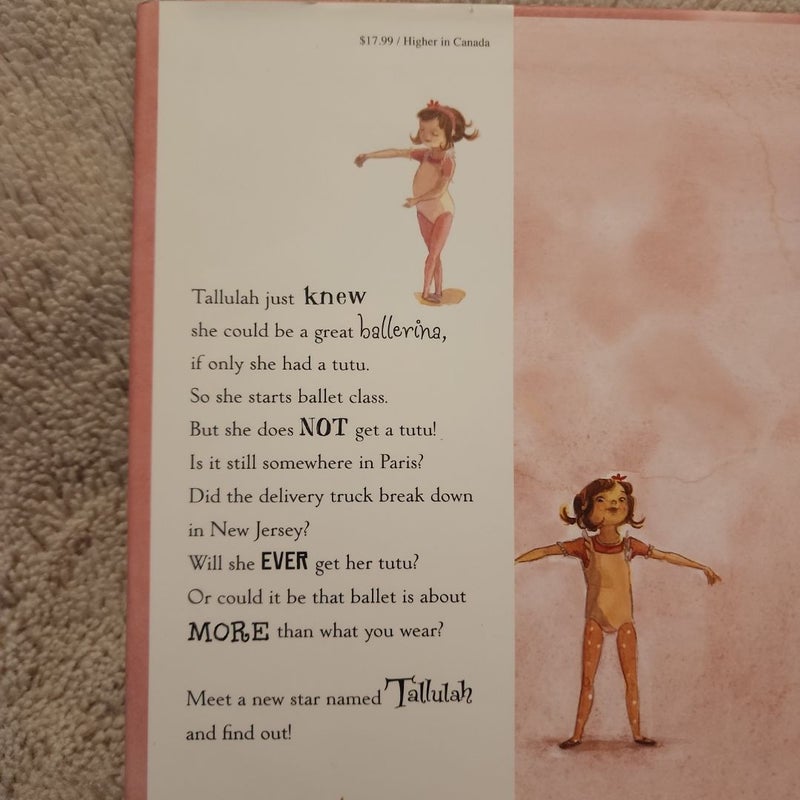 $17.99 / Higher in Canada
Tallulah just knew
she could be a great ballerina,
if only she had a tutu.
So she starts ballet class.
But she does NOT get a tutu!
Is it still somewhere in Paris?
Did the delivery truck break down
in New Jersey?
Will she EVER get her tutu?
Or could it be that ballet is about
MORE than what you wear?
Meet a new star named Tallulah
and find out!